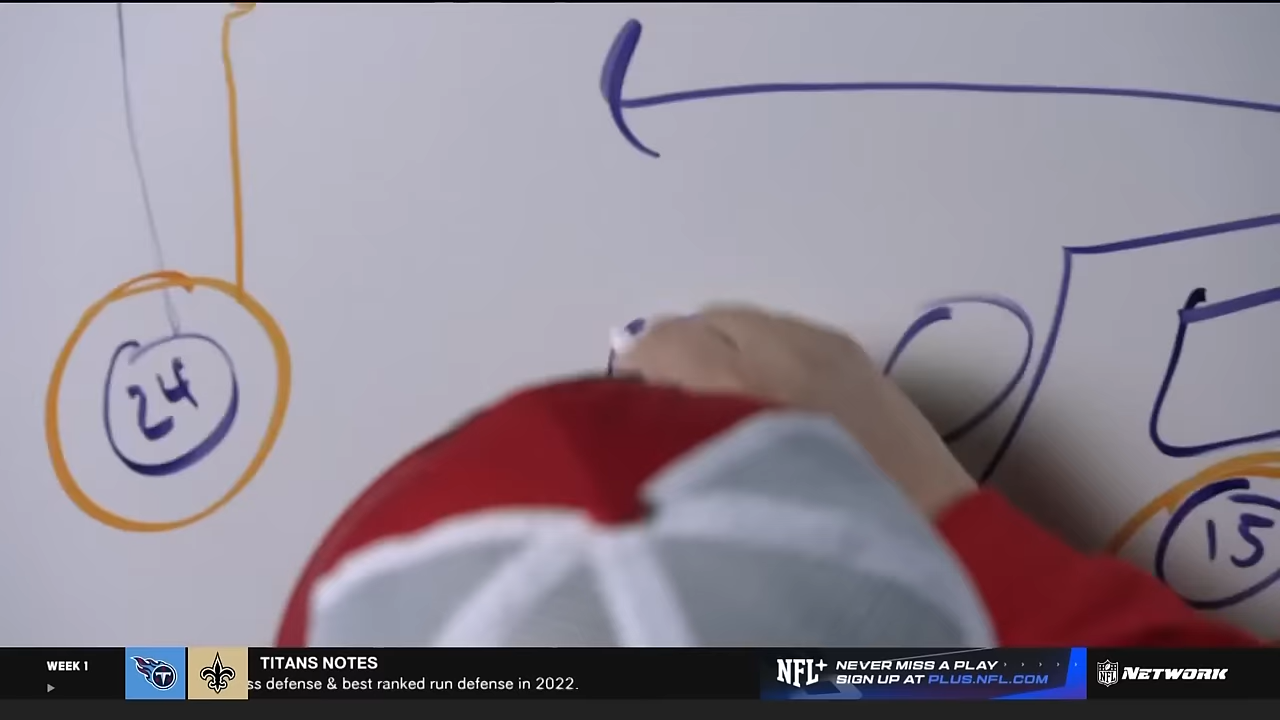 24
15
WEEK 1
TITANS NOTES
ss defense & best ranked run defense in 2022.
NFL+
NEVER MISS A PLAY
SIGN UP AT PLUS.NFL.COM
NFL NETWORK